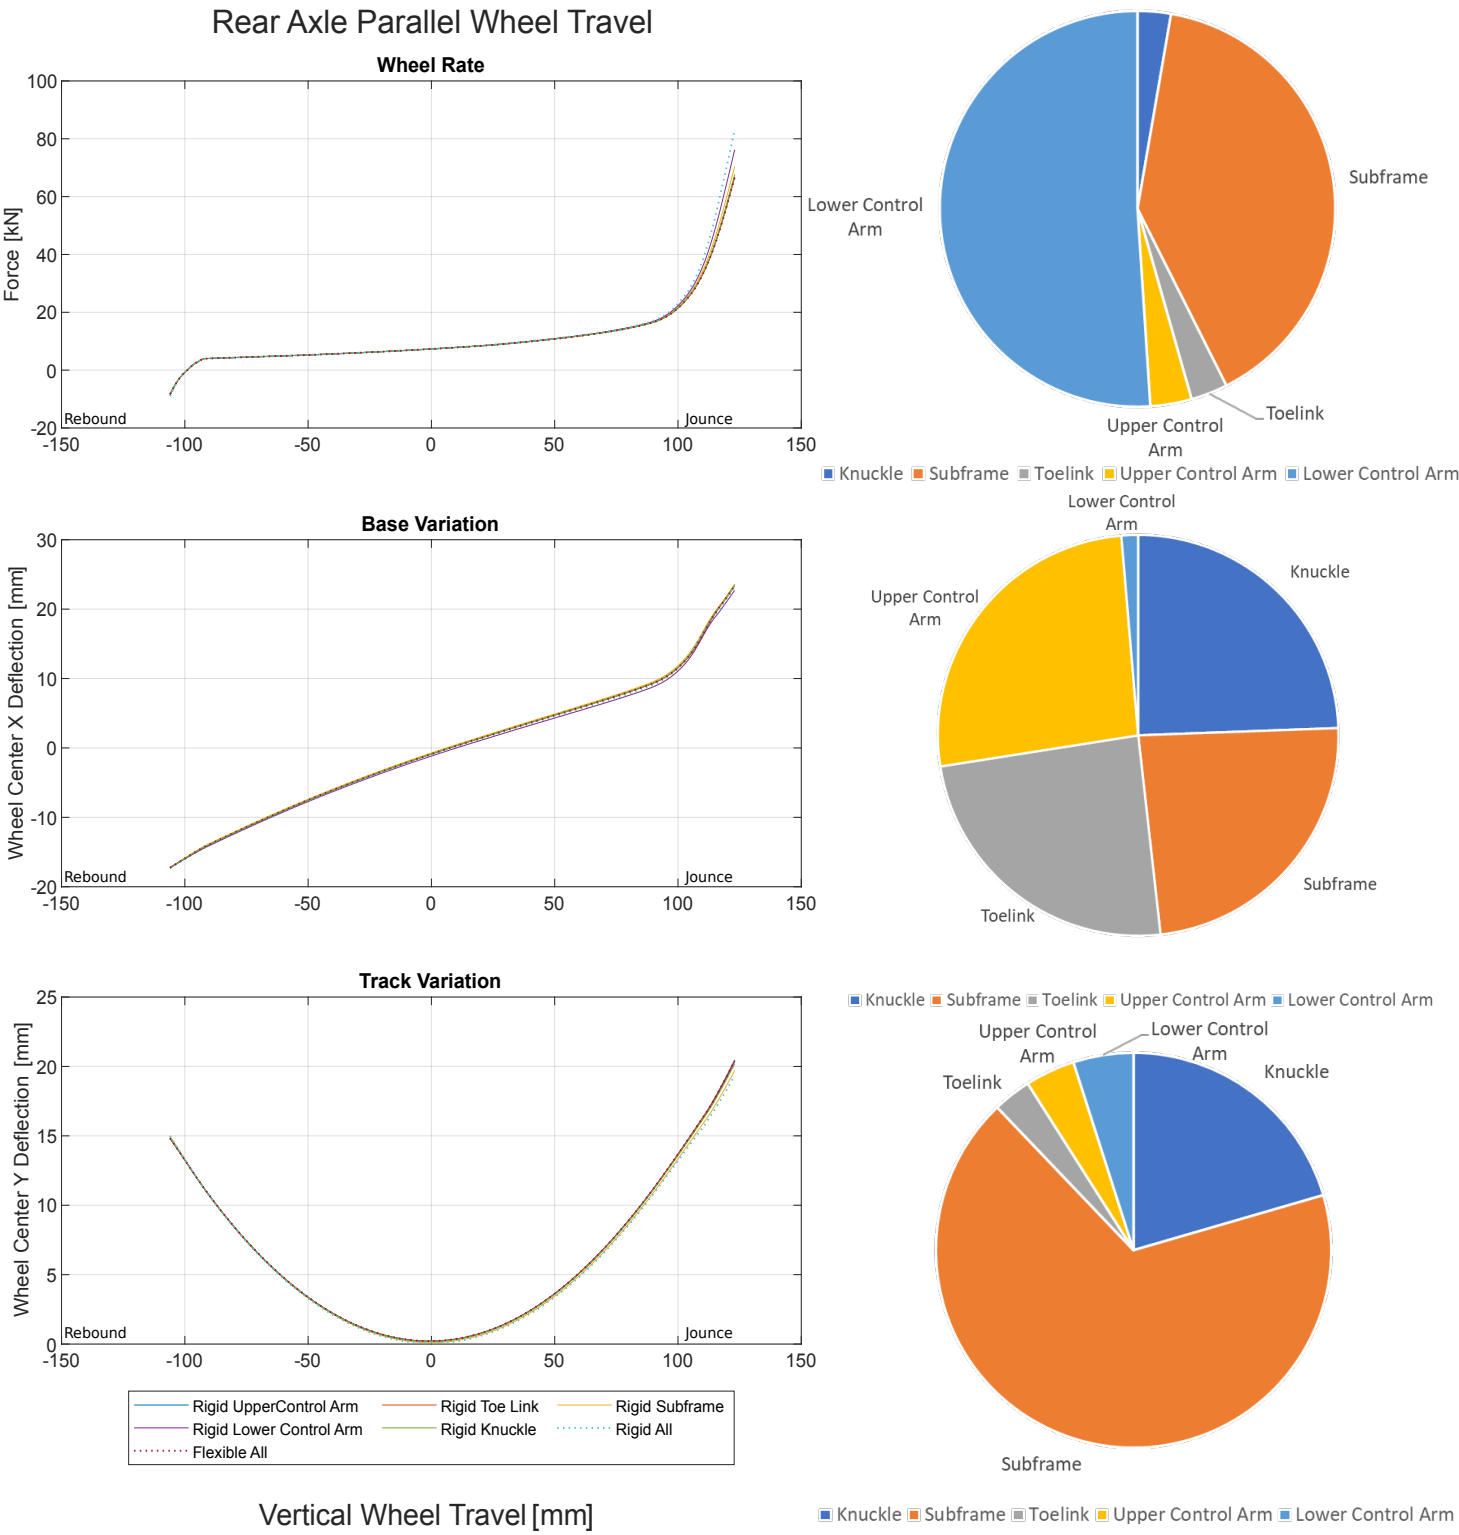 Rear Axle Parallel Wheel Travel
Wheel Rate
Force [kN]
100
80
60
40
20
0
-20
Rebound
Jounce
-150 -100 -50 0 50 100 150
Lower Control
Arm
Subframe
Toelink
Upper Control
Arm
Knuckle Subframe Toelink Upper Control Arm Lower Control Arm
Base Variation
Wheel Center X Deflection [mm]
30
20
10
0
-10
-20
Rebound
Jounce
-150 -100 -50 0 50 100 150
Lower Control
Arm
Knuckle
Upper Control
Arm
Subframe
Toelink
Knuckle Subframe Toelink Upper Control Arm Lower Control Arm
Track Variation
Wheel Center Y Deflection [mm]
25
20
15
10
5
0
Rebound
Jounce
-150 -100 -50 0 50 100 150
Upper Control
Arm
Lower Control
Arm
Knuckle
Toelink
Subframe
Rigid UpperControl Arm Rigid Toe Link Rigid Subframe
Rigid Lower Control Arm Rigid Knuckle Rigid All
Flexible All
Vertical Wheel Travel [mm]
Knuckle Subframe Toelink Upper Control Arm Lower Control Arm